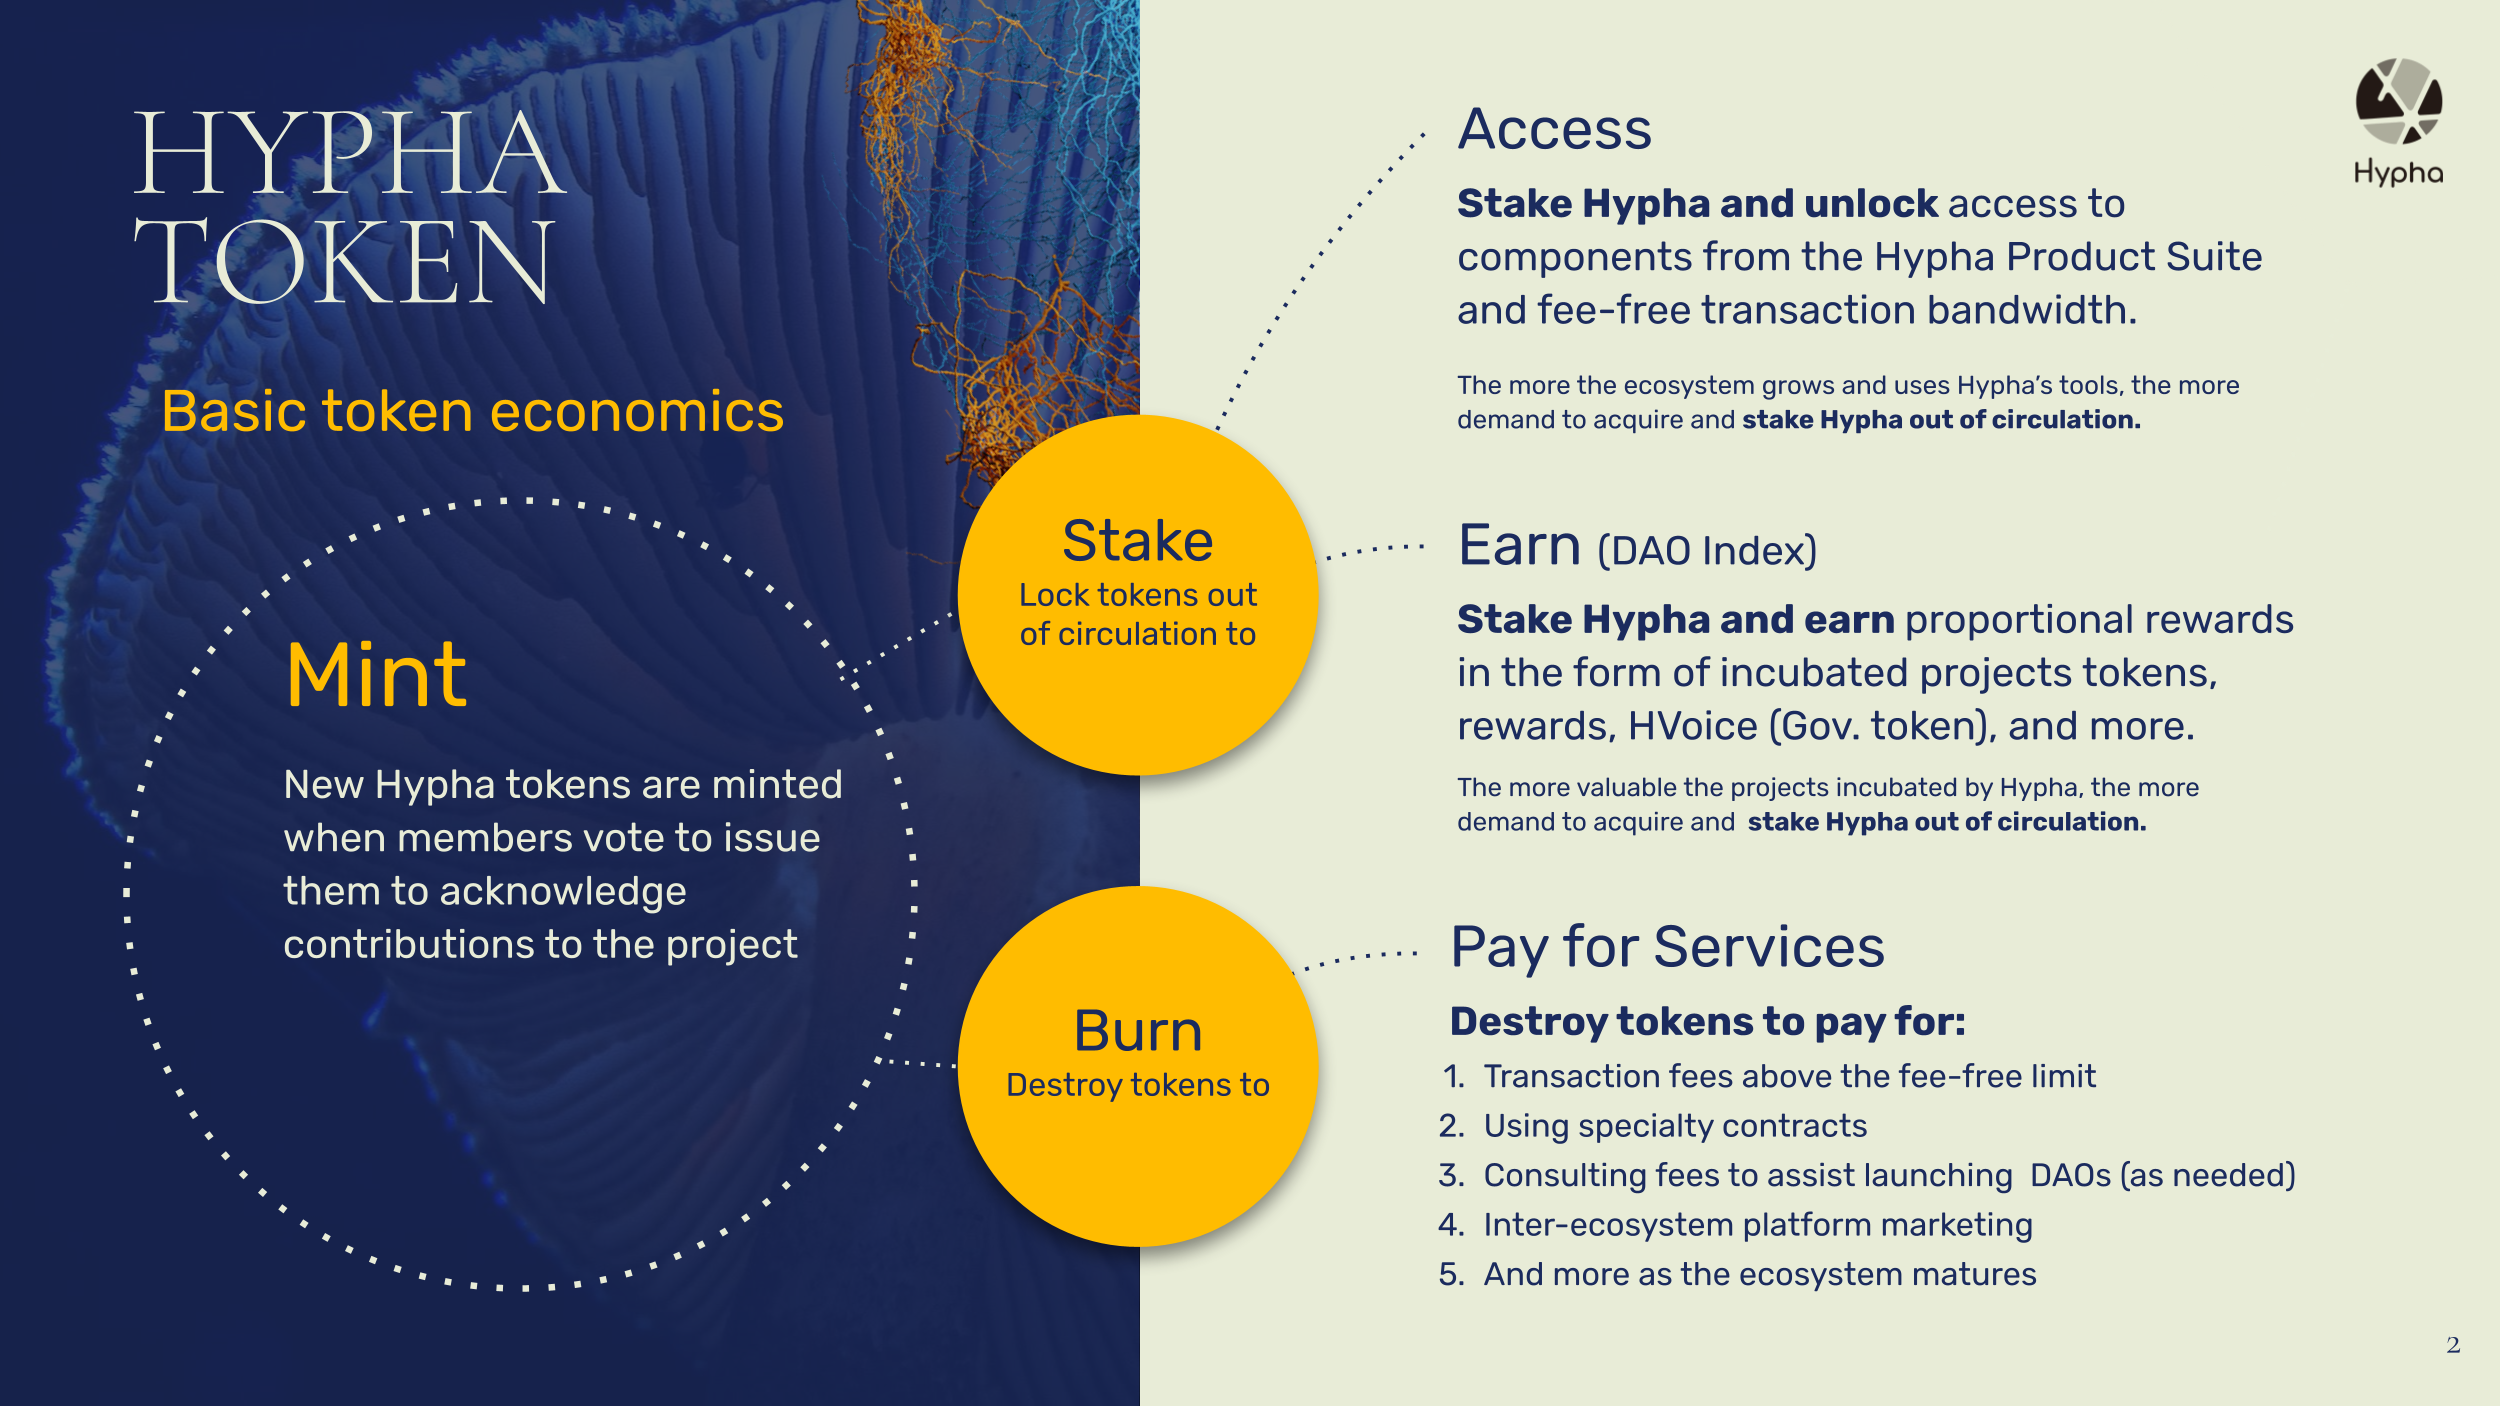 HYPHA
TOKEN
Basic token economics
Mint
New Hypha tokens are minted
when members vote to issue
them to acknowledge
contributions to the project
Stake
Lock tokens out
of circulation to
Burn
Destroy tokens to
Access
Stake Hypha and unlock access to
components from the Hypha Product Suite
and fee-free transaction bandwidth.
The more the ecosystem grows and uses Hypha’s tools, the more
demand to acquire and stake Hypha out of circulation.
Earn (DAO Index)
Stake Hypha and earn proportional rewards
in the form of incubated projects tokens,
rewards, HVoice (Gov. token), and more.
The more valuable the projects incubated by Hypha, the more
demand to acquire and stake Hypha out of circulation.
Pay for Services
Destroy tokens to pay for:
1. Transaction fees above the fee-free limit
2. Using specialty contracts
3. Consulting fees to assist launching DAOs (as needed)
4. Inter-ecosystem platform marketing
5. And more as the ecosystem matures
Hypha
2